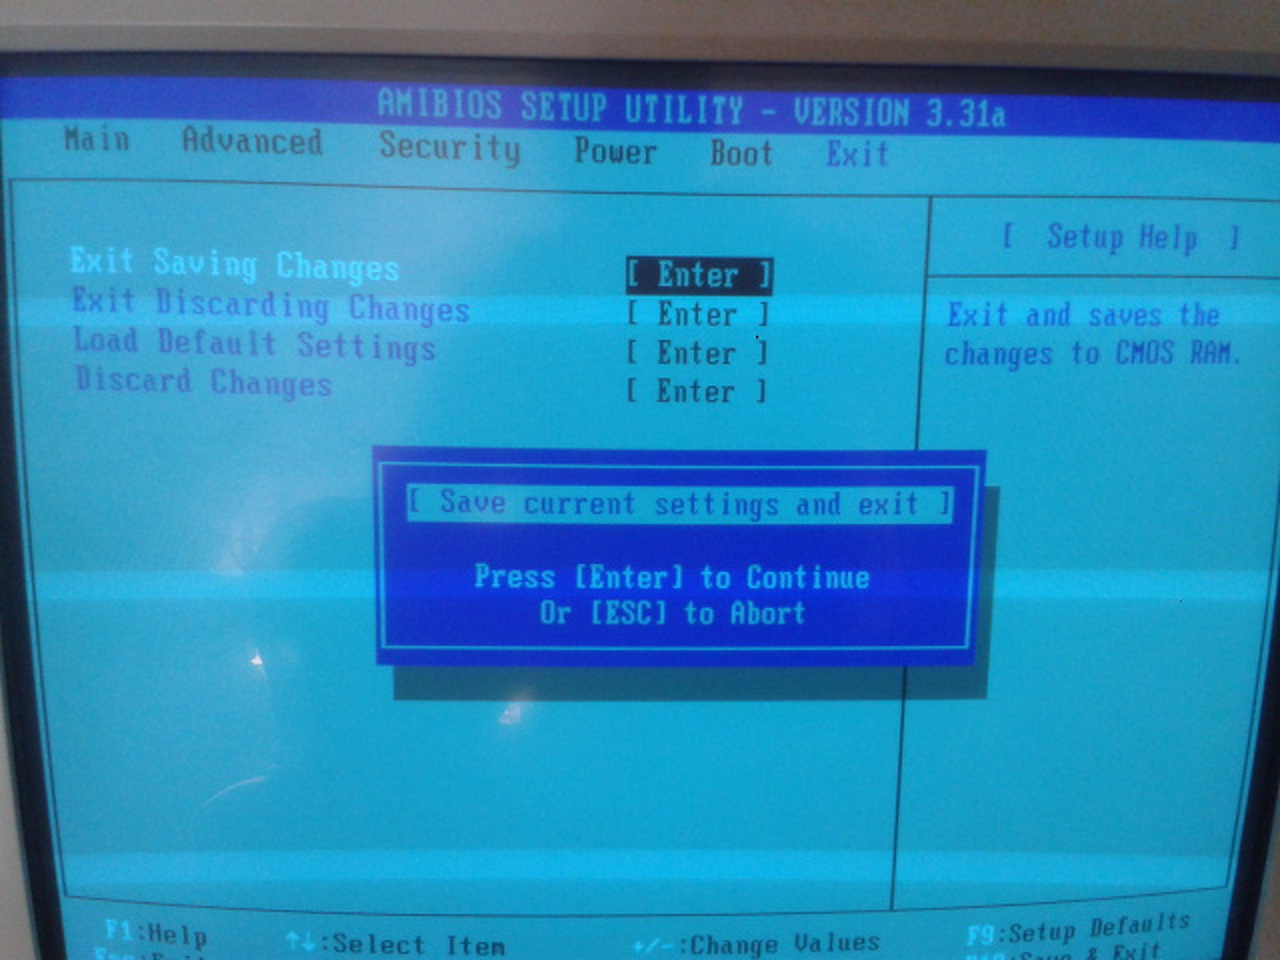 AMIBIOS SETUP UTILITY - VERSION 3.31a
Main Advanced Security Power Boot Exit
[ Setup Help ]
Exit Saving Changes [ Enter ]
Exit Discarding Changes [ Enter ]
Load Default Settings [ Enter ]
Discard Changes [ Enter ]
Exit and saves the
changes to CMOS RAM.
[ Save current settings and exit ]
Press [Enter] to Continue
Or [ESC] to Abort
F1:Help ↑↓:Select Item +/-:Change Values F9:Setup Defaults
& Exit